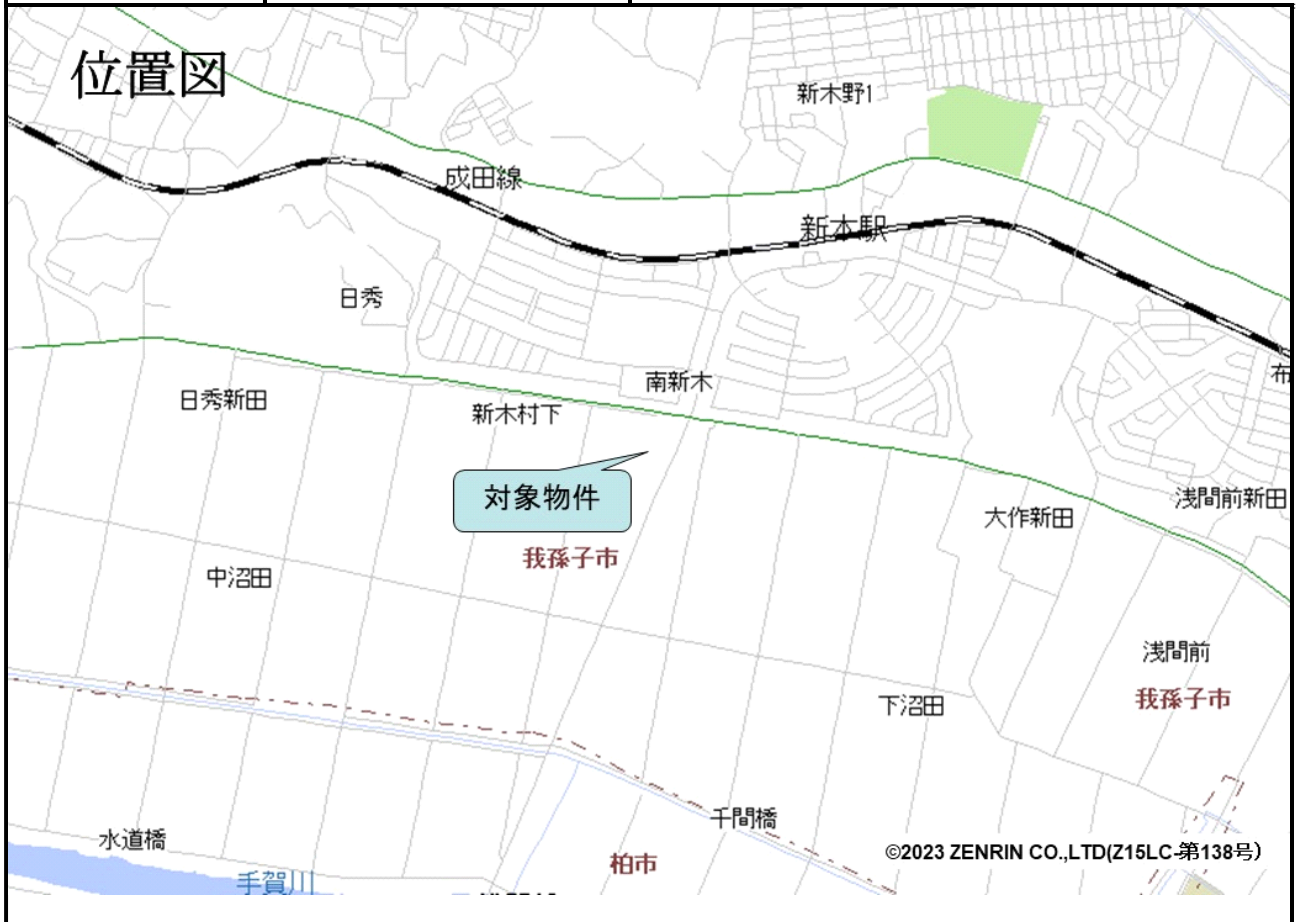 位置図
新木野1
成田線
新木駅
日秀
南新木
布
日秀新田
新木村下
対象物件
浅間前新田
大作新田
我孫子市
中沼田
浅間前
我孫子市
下沼田
千間橋
水道橋
©2023 ZENRIN CO.,LTD(Z15LC-第138号)
柏市
手賀川